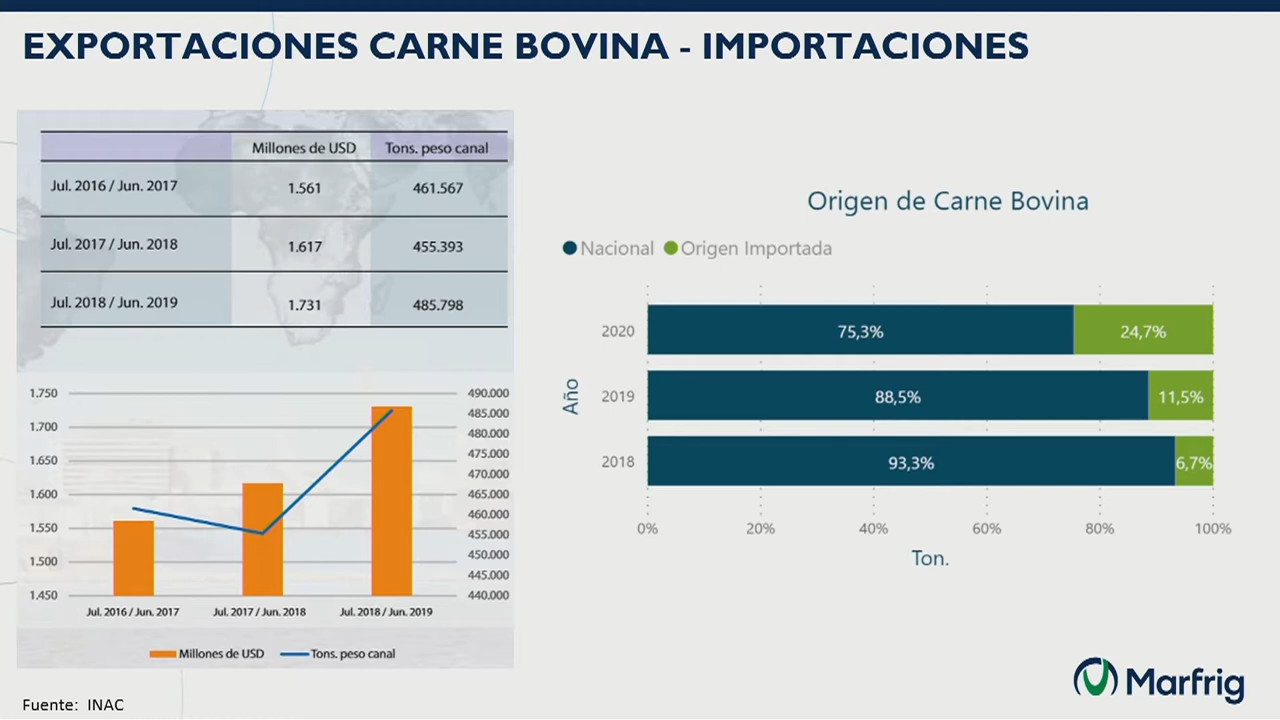 EXPORTACIONES CARNE BOVINA - IMPORTACIONES
Millones de USD Tons. peso canal
Jul. 2016 / Jun. 2017 1.561 461.567
Jul. 2017 / Jun. 2018 1.617 455.393
Jul. 2018 / Jun. 2019 1.731 485.798
1.750
1.700
1.650
1.600
1.550
1.500
1.450
490.000
485.000
480.000
475.000
470.000
465.000
460.000
455.000
450.000
445.000
440.000
Jul. 2016 / Jun. 2017 Jul. 2017 / Jun. 2018 Jul. 2018 / Jun. 2019
Millones de USD Tons. peso canal
Origen de Carne Bovina
Nacional Origen Importada
Año
2020 75,3% 24,7%
2019 88,5% 11,5%
2018 93,3% 6,7%
0% 20% 40% 60% 80% 100%
Ton.
Marfrig
Fuente: INAC